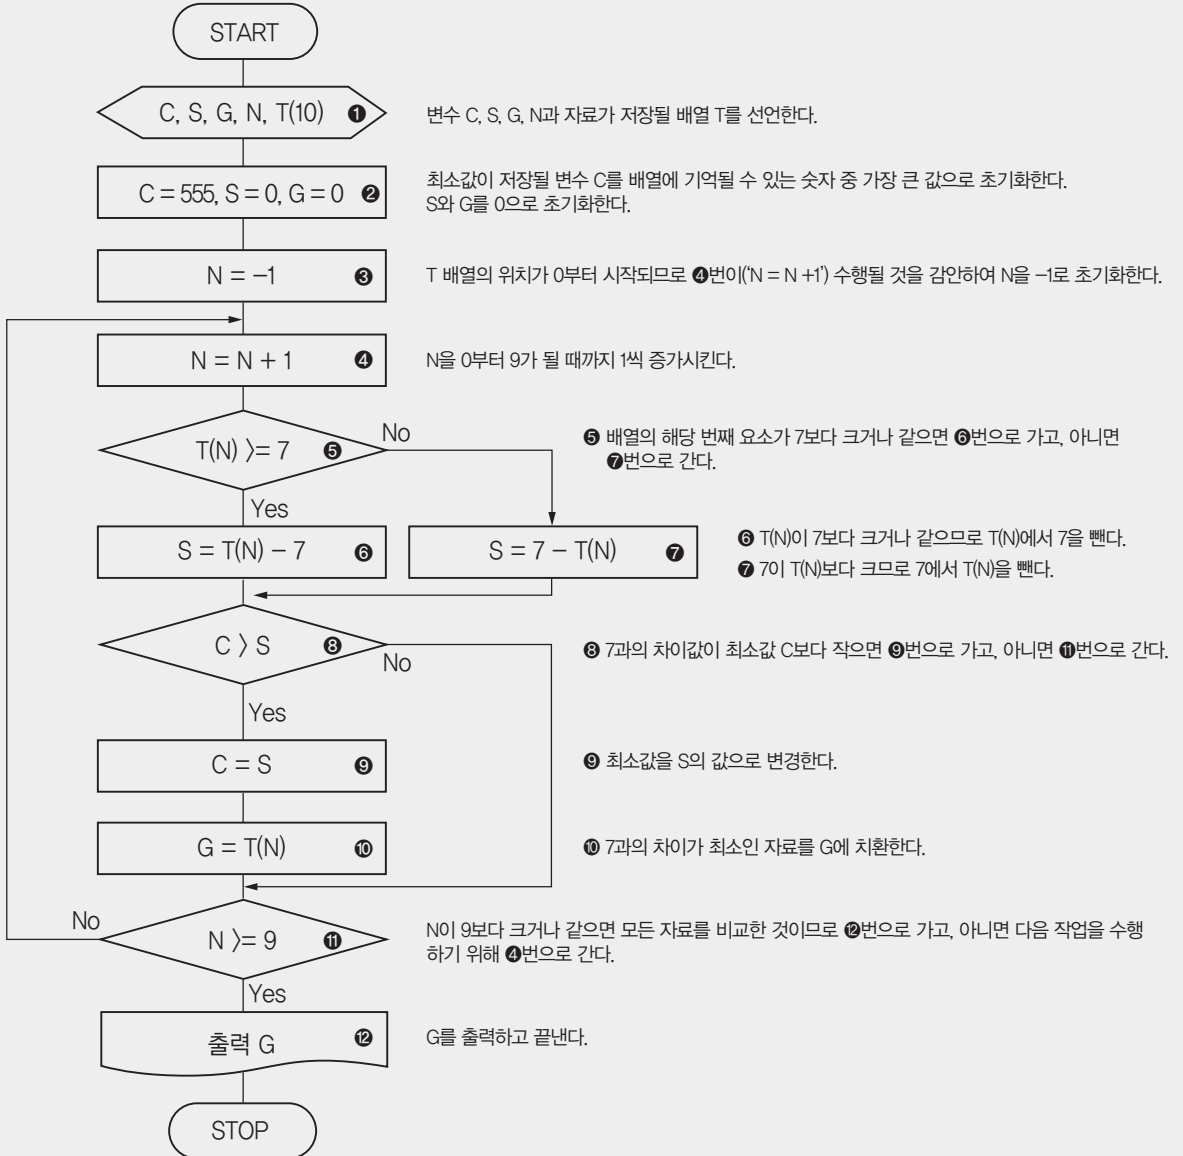 START
C, S, G, N, T(10) ❶
변수 C, S, G, N과 자료가 저장될 배열 T를 선언한다.
C = 555, S = 0, G = 0 ❷
최소값이 저장될 변수 C를 배열에 기억될 수 있는 숫자 중 가장 큰 값으로 초기화한다.
S와 G를 0으로 초기화한다.
N = –1 ❸
T 배열의 위치가 0부터 시작되므로 ❹번이(‘N = N +1’) 수행될 것을 감안하여 N을 –1로 초기화한다.
N = N + 1 ❹
N을 0부터 9가 될 때까지 1씩 증가시킨다.
T(N) 〉= 7 ❺
No
❺ 배열의 해당 번째 요소가 7보다 크거나 같으면 ❻번으로 가고, 아니면
❼번으로 간다.
Yes
S = T(N) – 7 ❻
S = 7 – T(N) ❼
❻ T(N)이 7보다 크거나 같으므로 T(N)에서 7을 뺀다.
❼ 7이 T(N)보다 크므로 7에서 T(N)을 뺀다.
C 〉 S ❽
No
❽ 7과의 차이값이 최소값 C보다 작으면 ❾번으로 가고, 아니면 ⓫번으로 간다.
Yes
C = S ❾
❾ 최소값을 S의 값으로 변경한다.
G = T(N) ❿
❿ 7과의 차이가 최소인 자료를 G에 치환한다.
No
N 〉= 9 ⓫
N이 9보다 크거나 같으면 모든 자료를 비교한 것이므로 ⓬번으로 가고, 아니면 다음 작업을 수행
하기 위해 ❹번으로 간다.
Yes
출력 G ⓬
G를 출력하고 끝낸다.
STOP